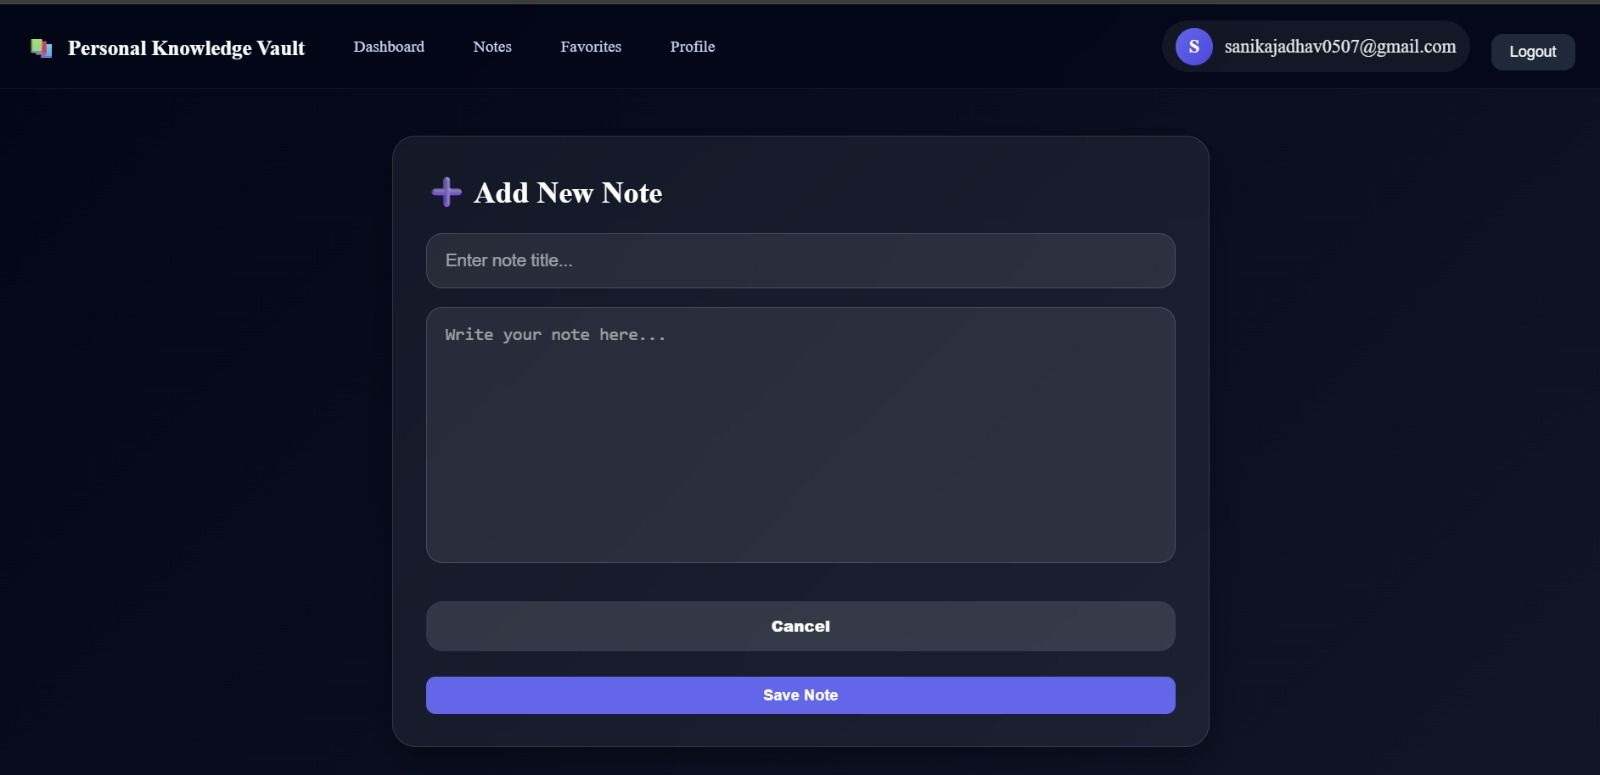 Personal Knowledge Vault
Dashboard
Notes
Favorites
Profile
S
sanikajadhav0507@gmail.com
Logout
Add New Note
Enter note title...
Write your note here...
Cancel
Save Note